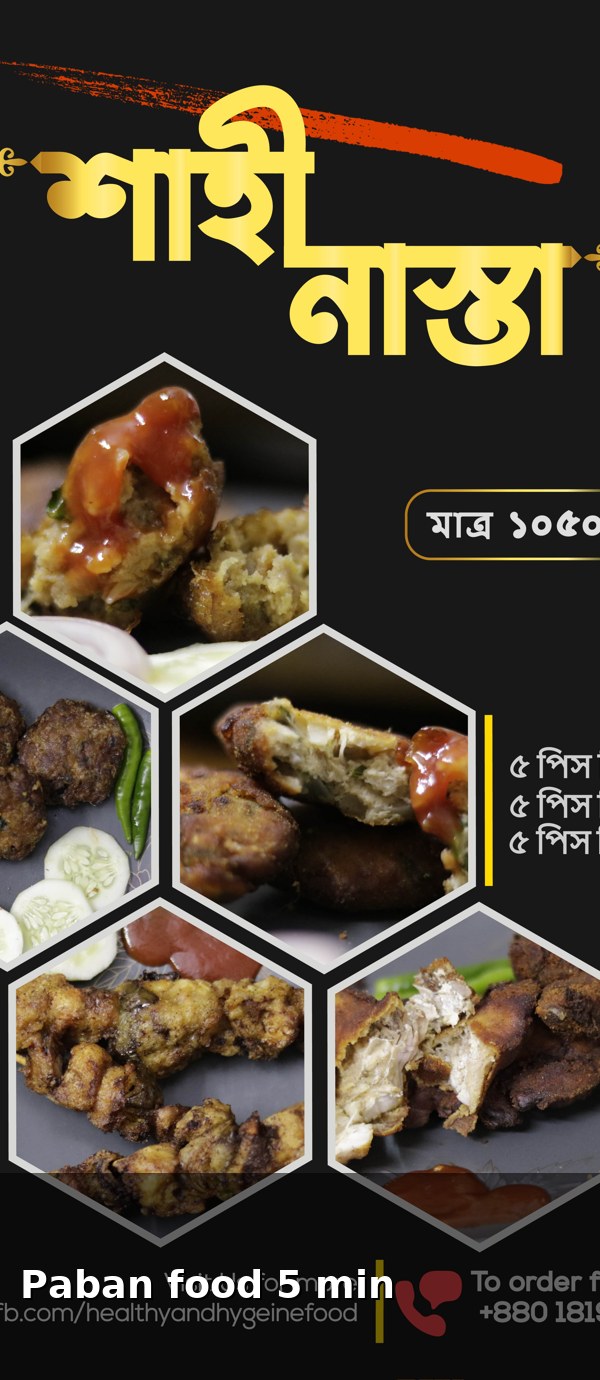 শাহী
নাস্তা
মাত্র ১০৫০
৫ পিস
৫ পিস
৫ পিস
Paban food 5 min
To order f
fb.com/healthyandhygeinefood
+880 1819